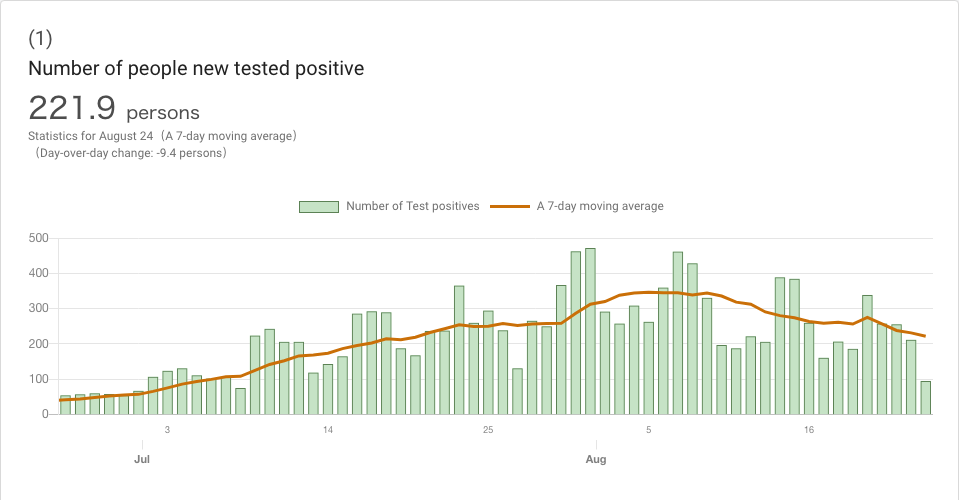 (1)
Number of people new tested positive
221.9 persons
Statistics for August 24（A 7-day moving average）
（Day-over-day change: -9.4 persons）
Number of Test positives A 7-day moving average
500
400
300
200
100
0
3 14 25 5 16
Jul Aug